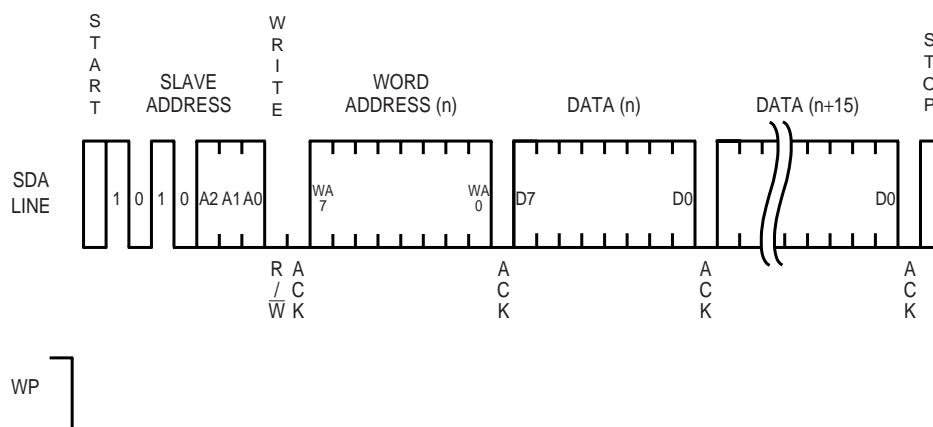 START
WRITE
STOP
SLAVE
ADDRESS
WORD
ADDRESS (n)
DATA (n)
DATA (n+15)
SDA
LINE
1 0 1 0 A2 A1 A0
WA
7
WA
0
D7
D0
D0
R
/
W
ACK
ACK
ACK
ACK
WP